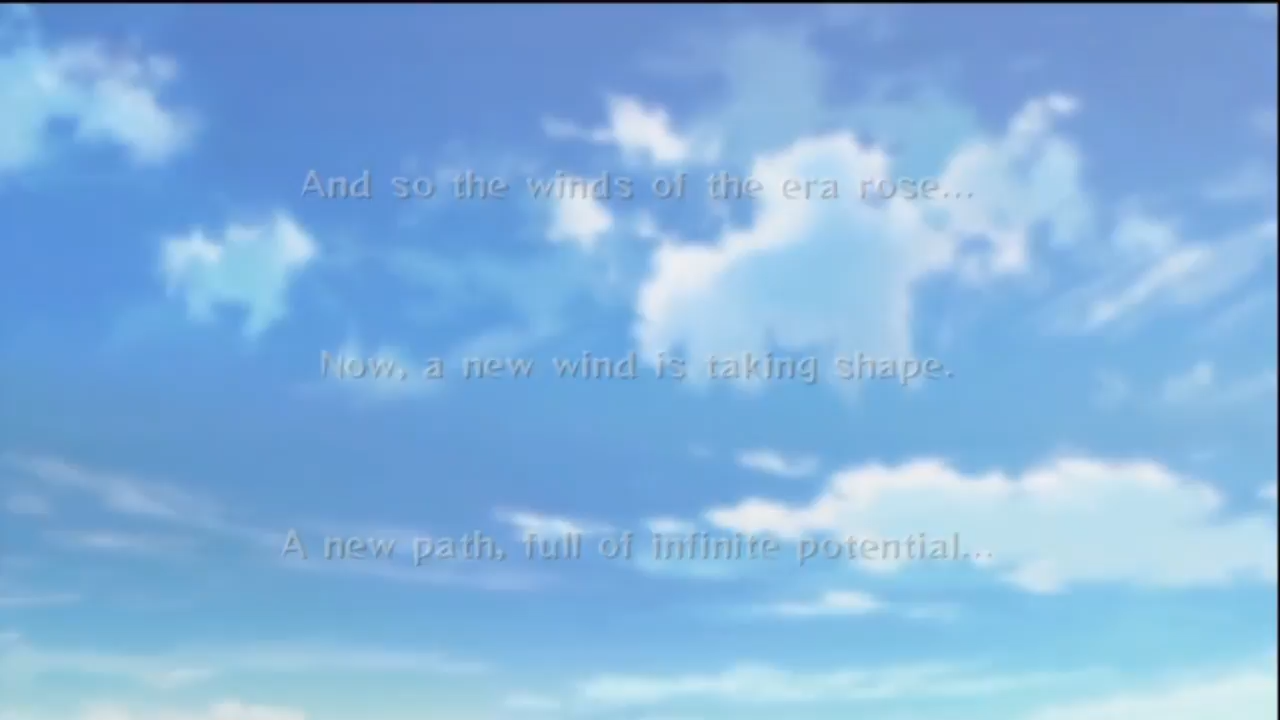 And so the winds of the era rose...
Now, a new wind is taking shape.
A new path, full of infinite potential...